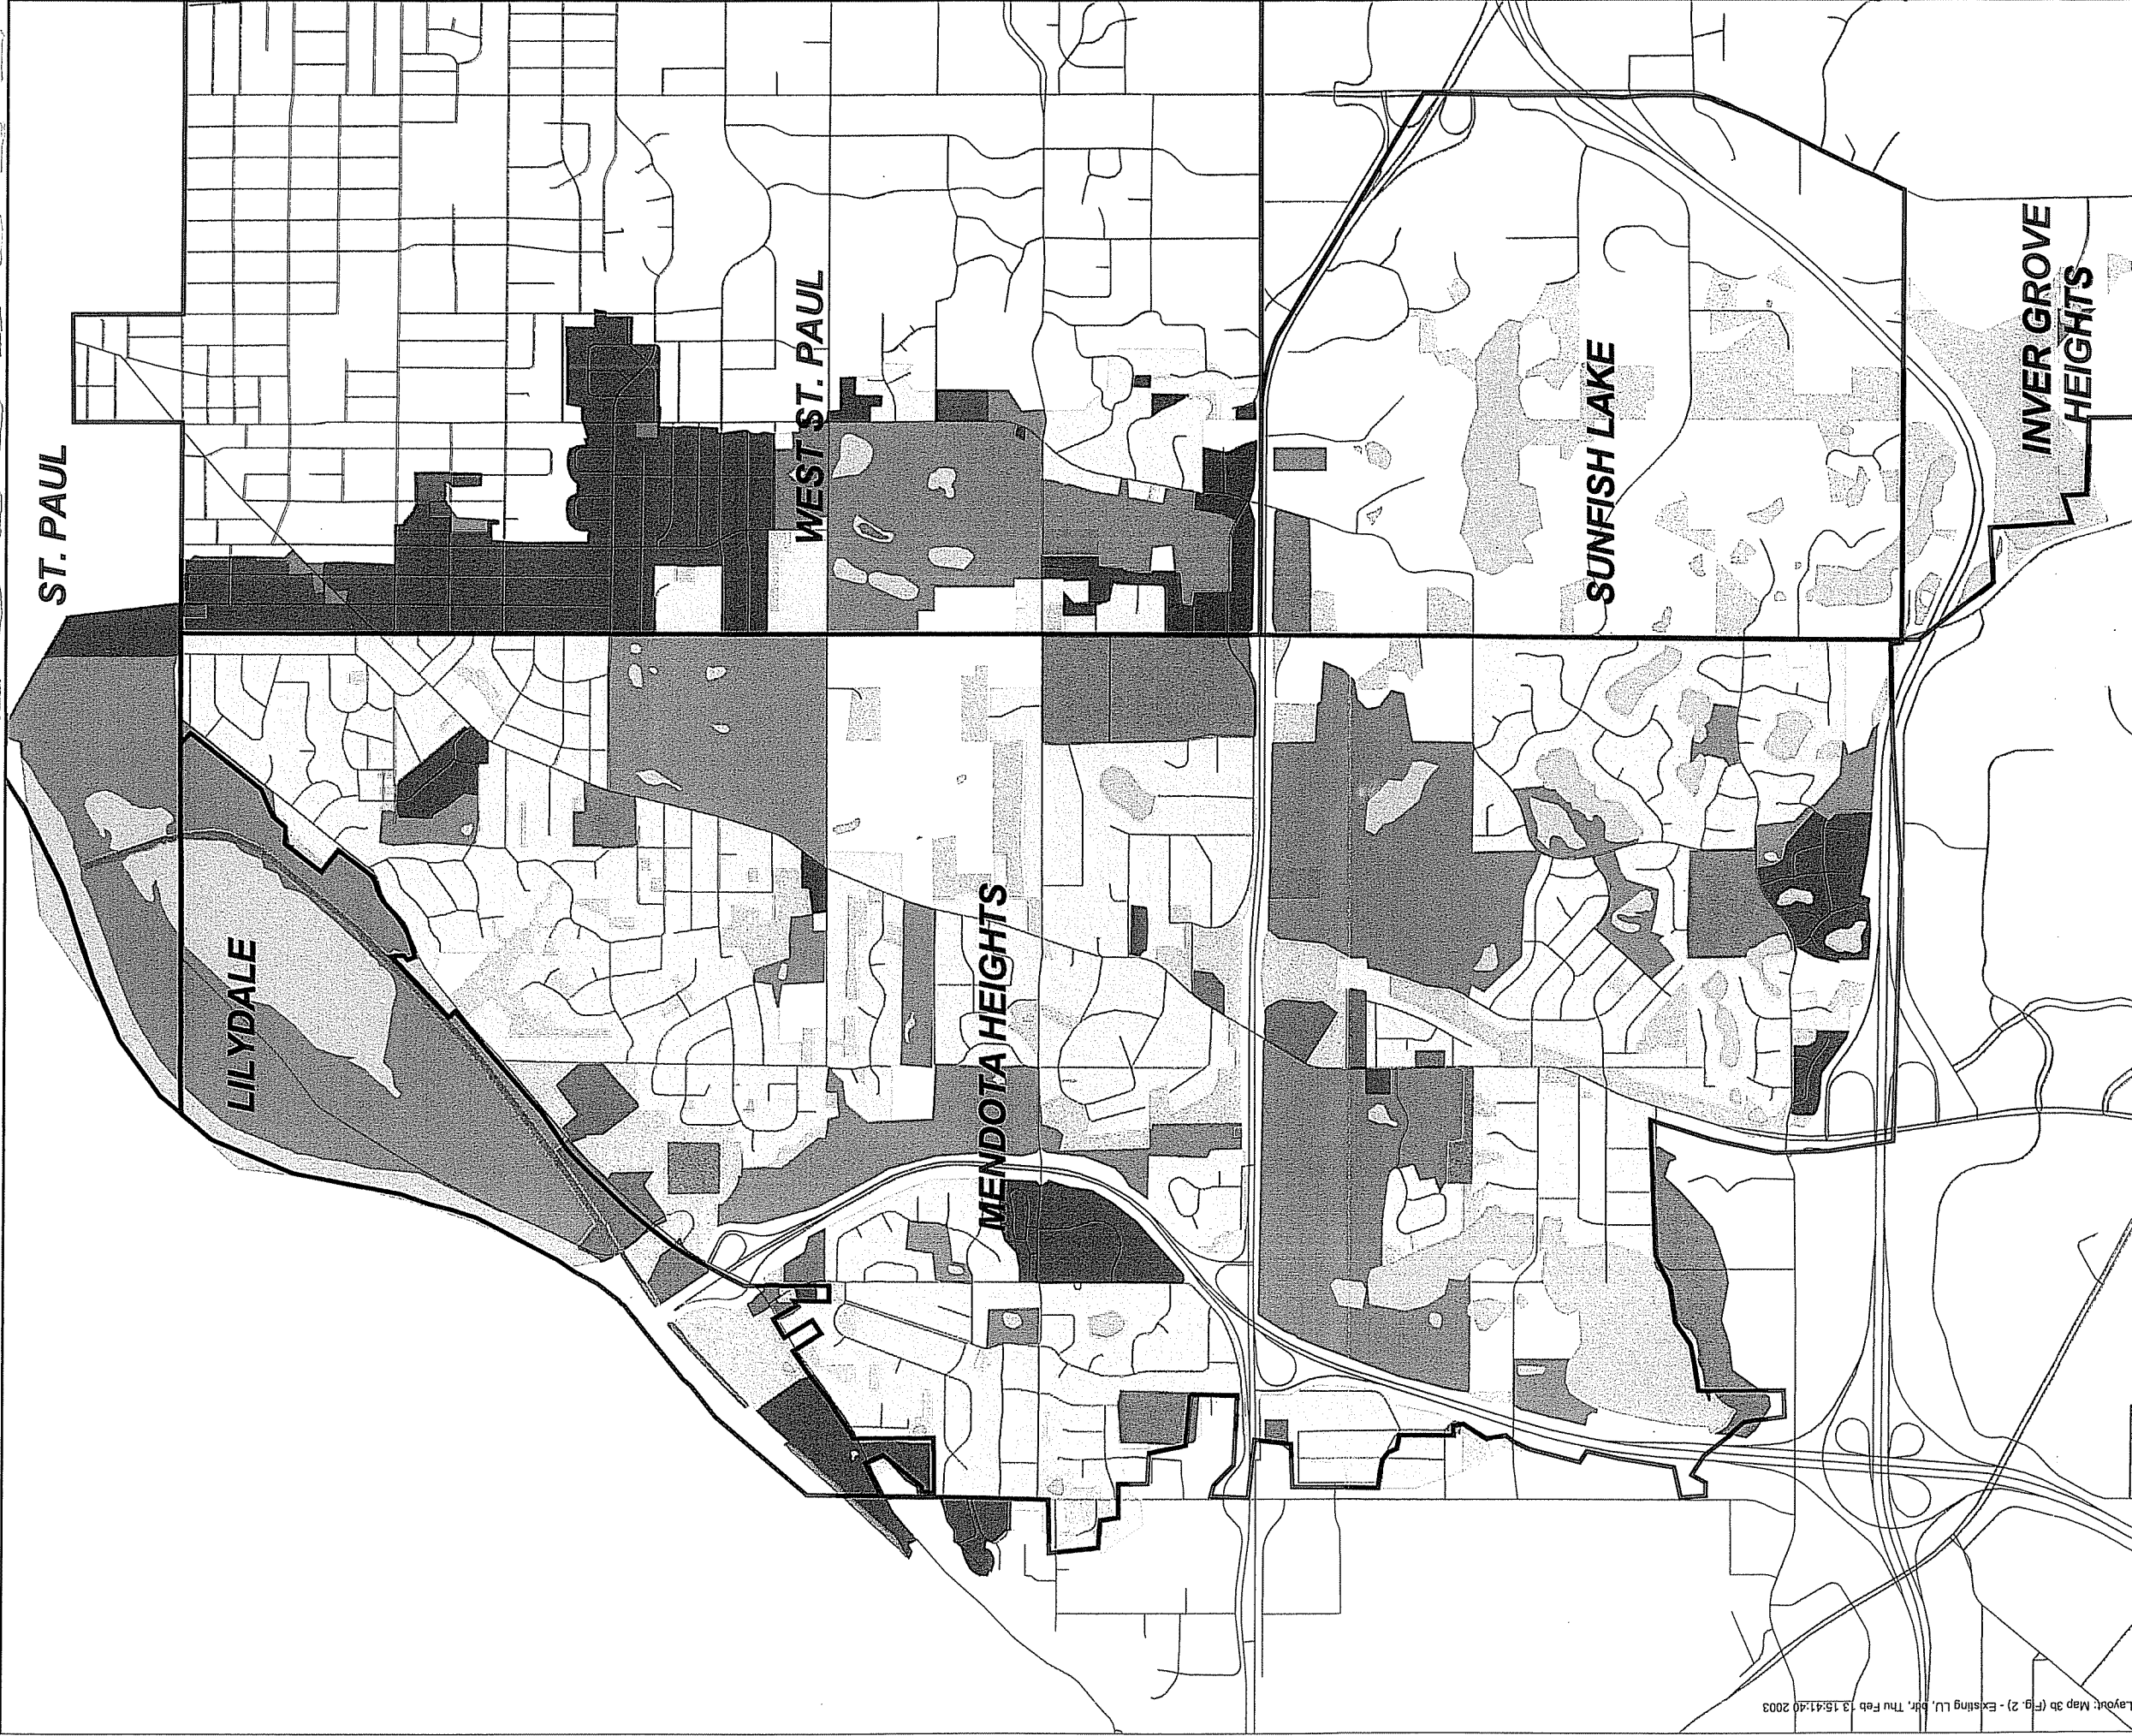 ST. PAUL
WEST ST. PAUL
LILYDALE
MENDOTA HEIGHTS
SUNFISH LAKE
INVER GROVE
HEIGHTS
Layout: Map 3b (Fig. 2) - Existing LU, bdr, Thu Feb 13 15:41:40 2003